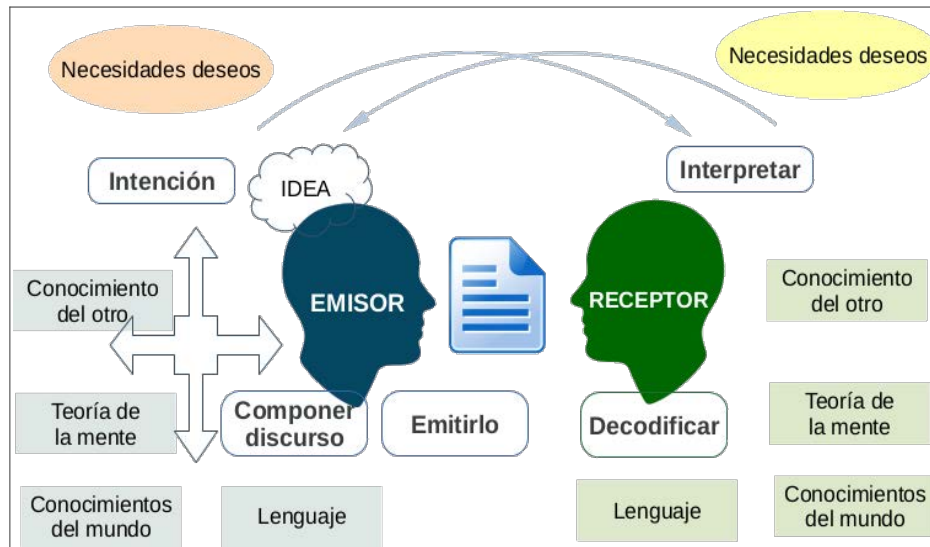 Necesidades deseos
Necesidades deseos
Intención
IDEA
Interpretar
Conocimiento
del otro
EMISOR
RECEPTOR
Conocimiento
del otro
Teoría de
la mente
Componer
discurso
Emitirlo
Decodificar
Teoría de
la mente
Conocimientos
del mundo
Lenguaje
Lenguaje
Conocimientos
del mundo